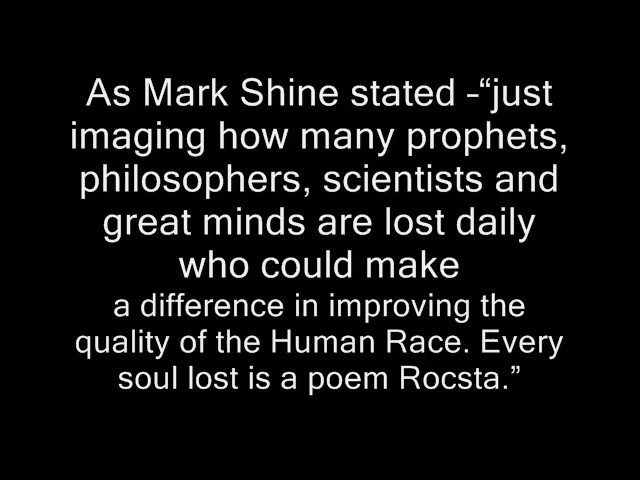 As Mark Shine stated –“just
imaging how many prophets,
philosophers, scientists and
great minds are lost daily
who could make
a difference in improving the
quality of the Human Race. Every
soul lost is a poem Rocsta.”